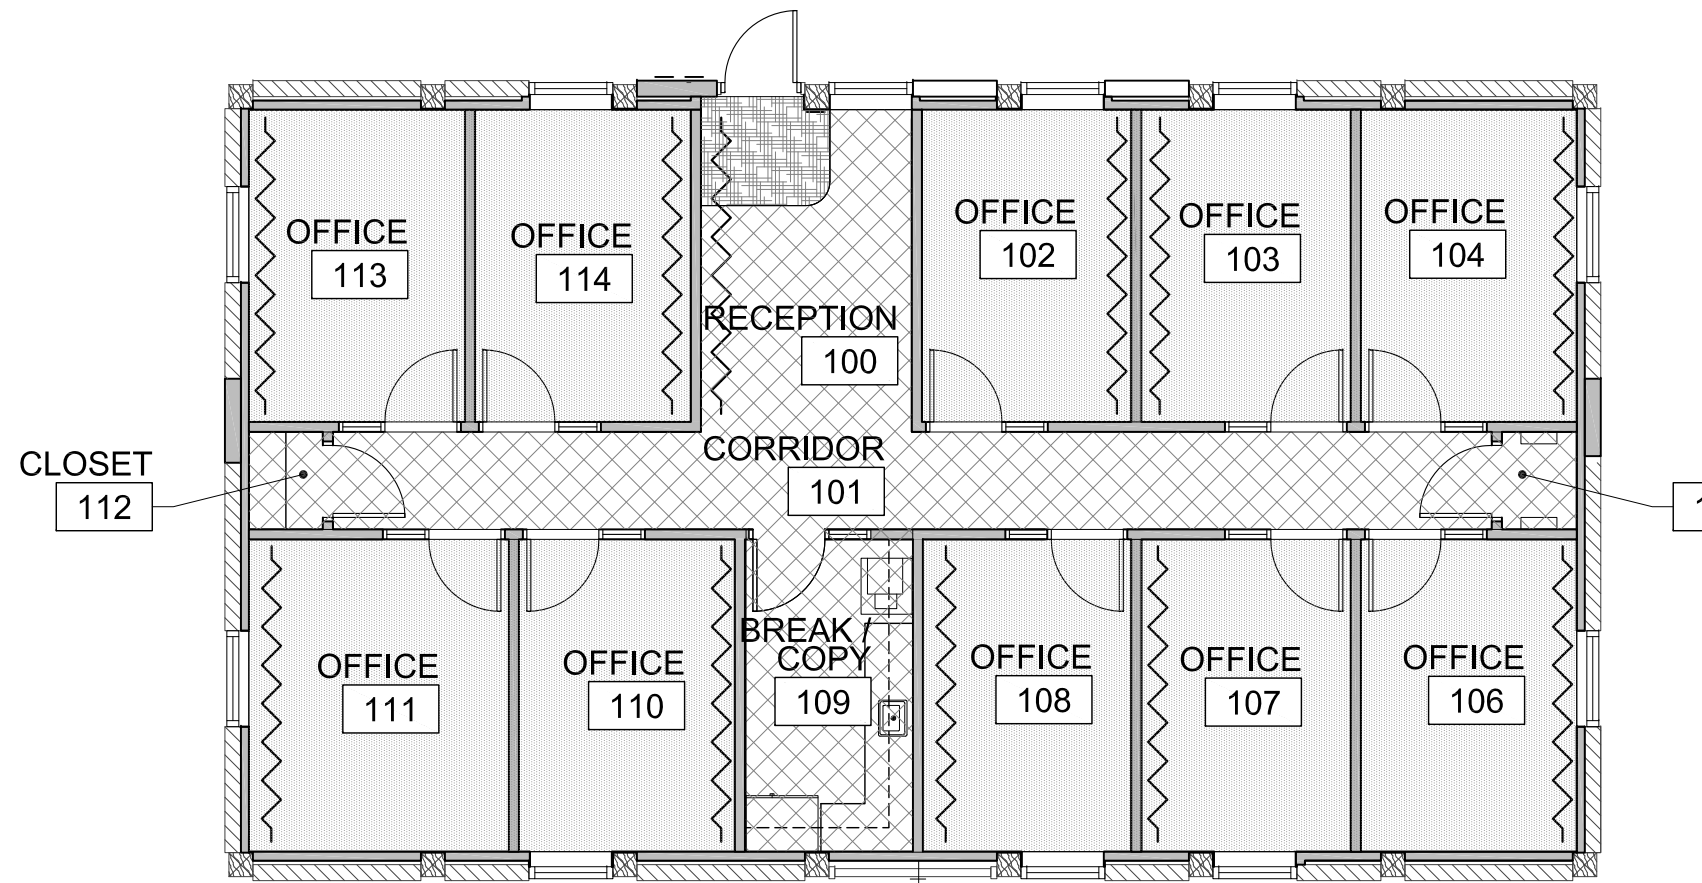 OFFICE
113
OFFICE
114
RECEPTION
100
OFFICE
102
OFFICE
103
OFFICE
104
CLOSET
112
CORRIDOR
101
OFFICE
111
OFFICE
110
BREAK /
COPY
109
OFFICE
108
OFFICE
107
OFFICE
106